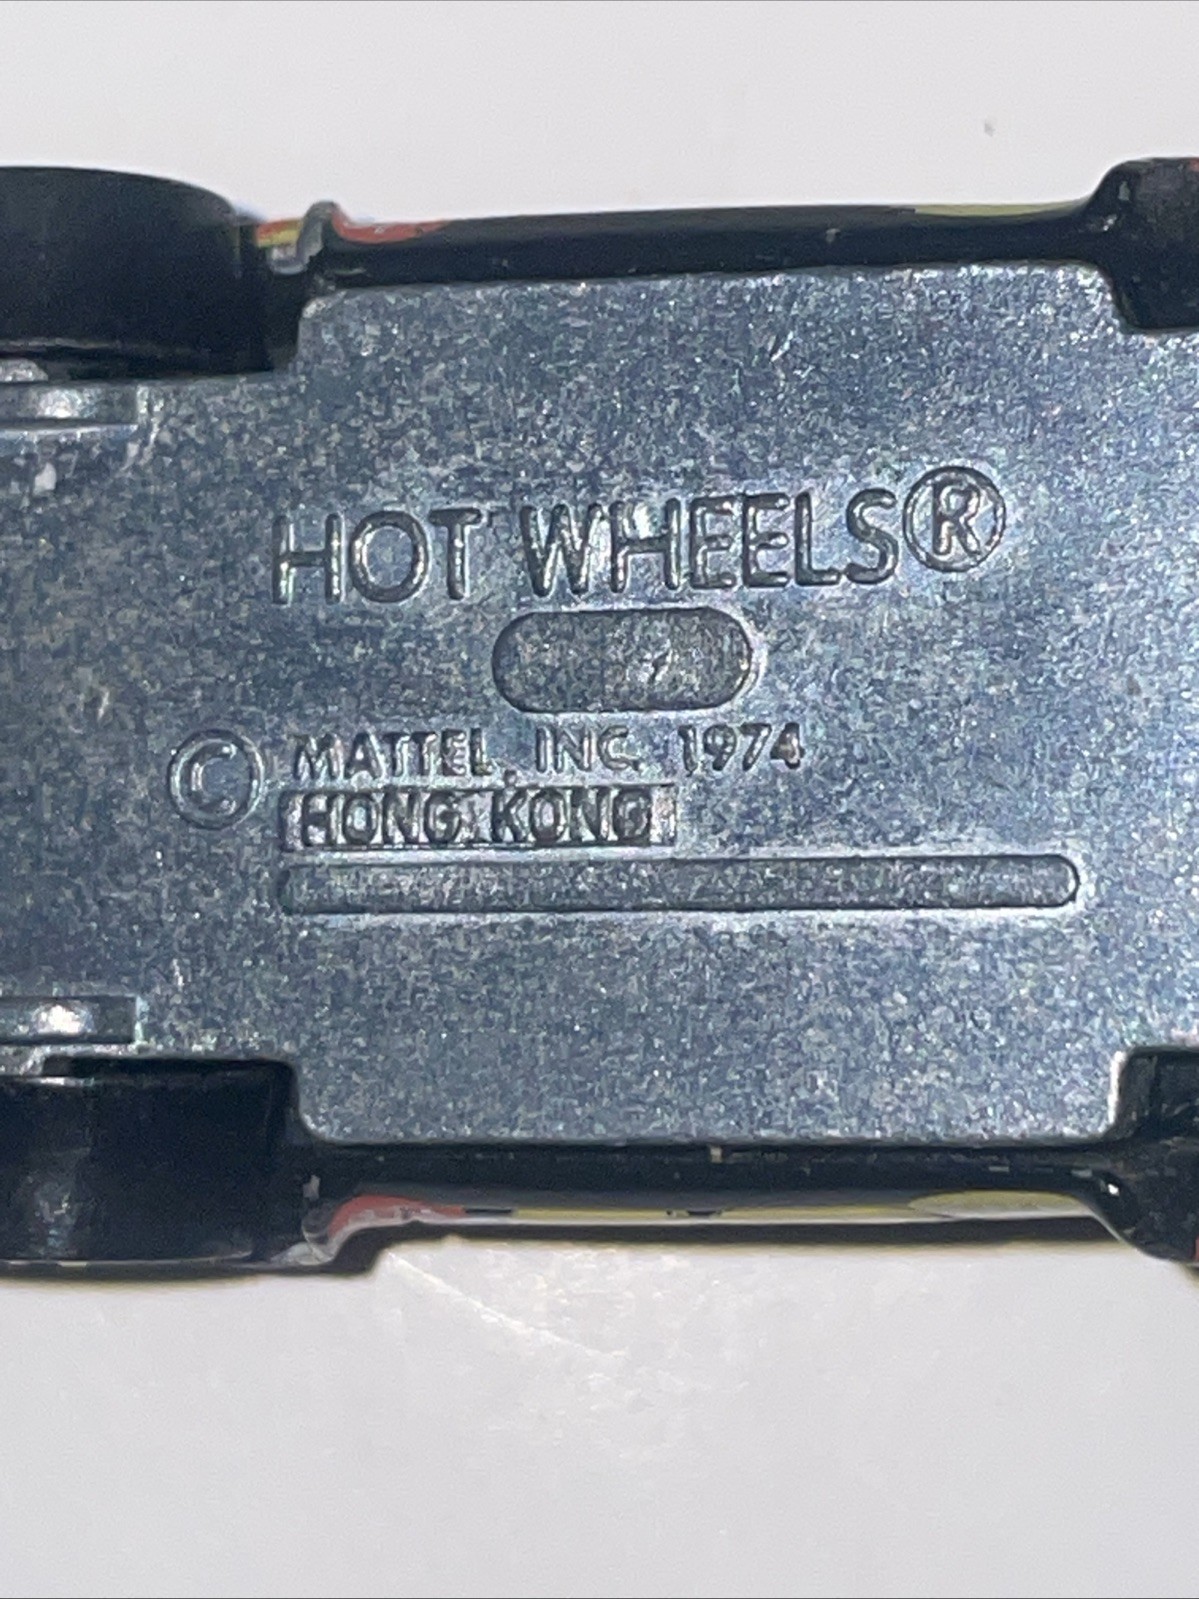 HOT WHEELS®
© MATTEL, INC. 1974
HONG KONG